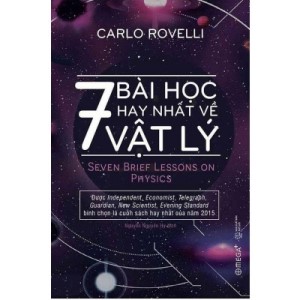 CARLO ROVELLI
7 BÀI HỌC
HAY NHẤT VỀ
VẬT LÝ
SEVEN BRIEF LESSONS ON
PHYSICS
Được Independent, Economist, Telegraph,
Guardian, New Scientist, Evening Standard
bình chọn là cuốn sách hay nhất của năm 2015
OMEGA+